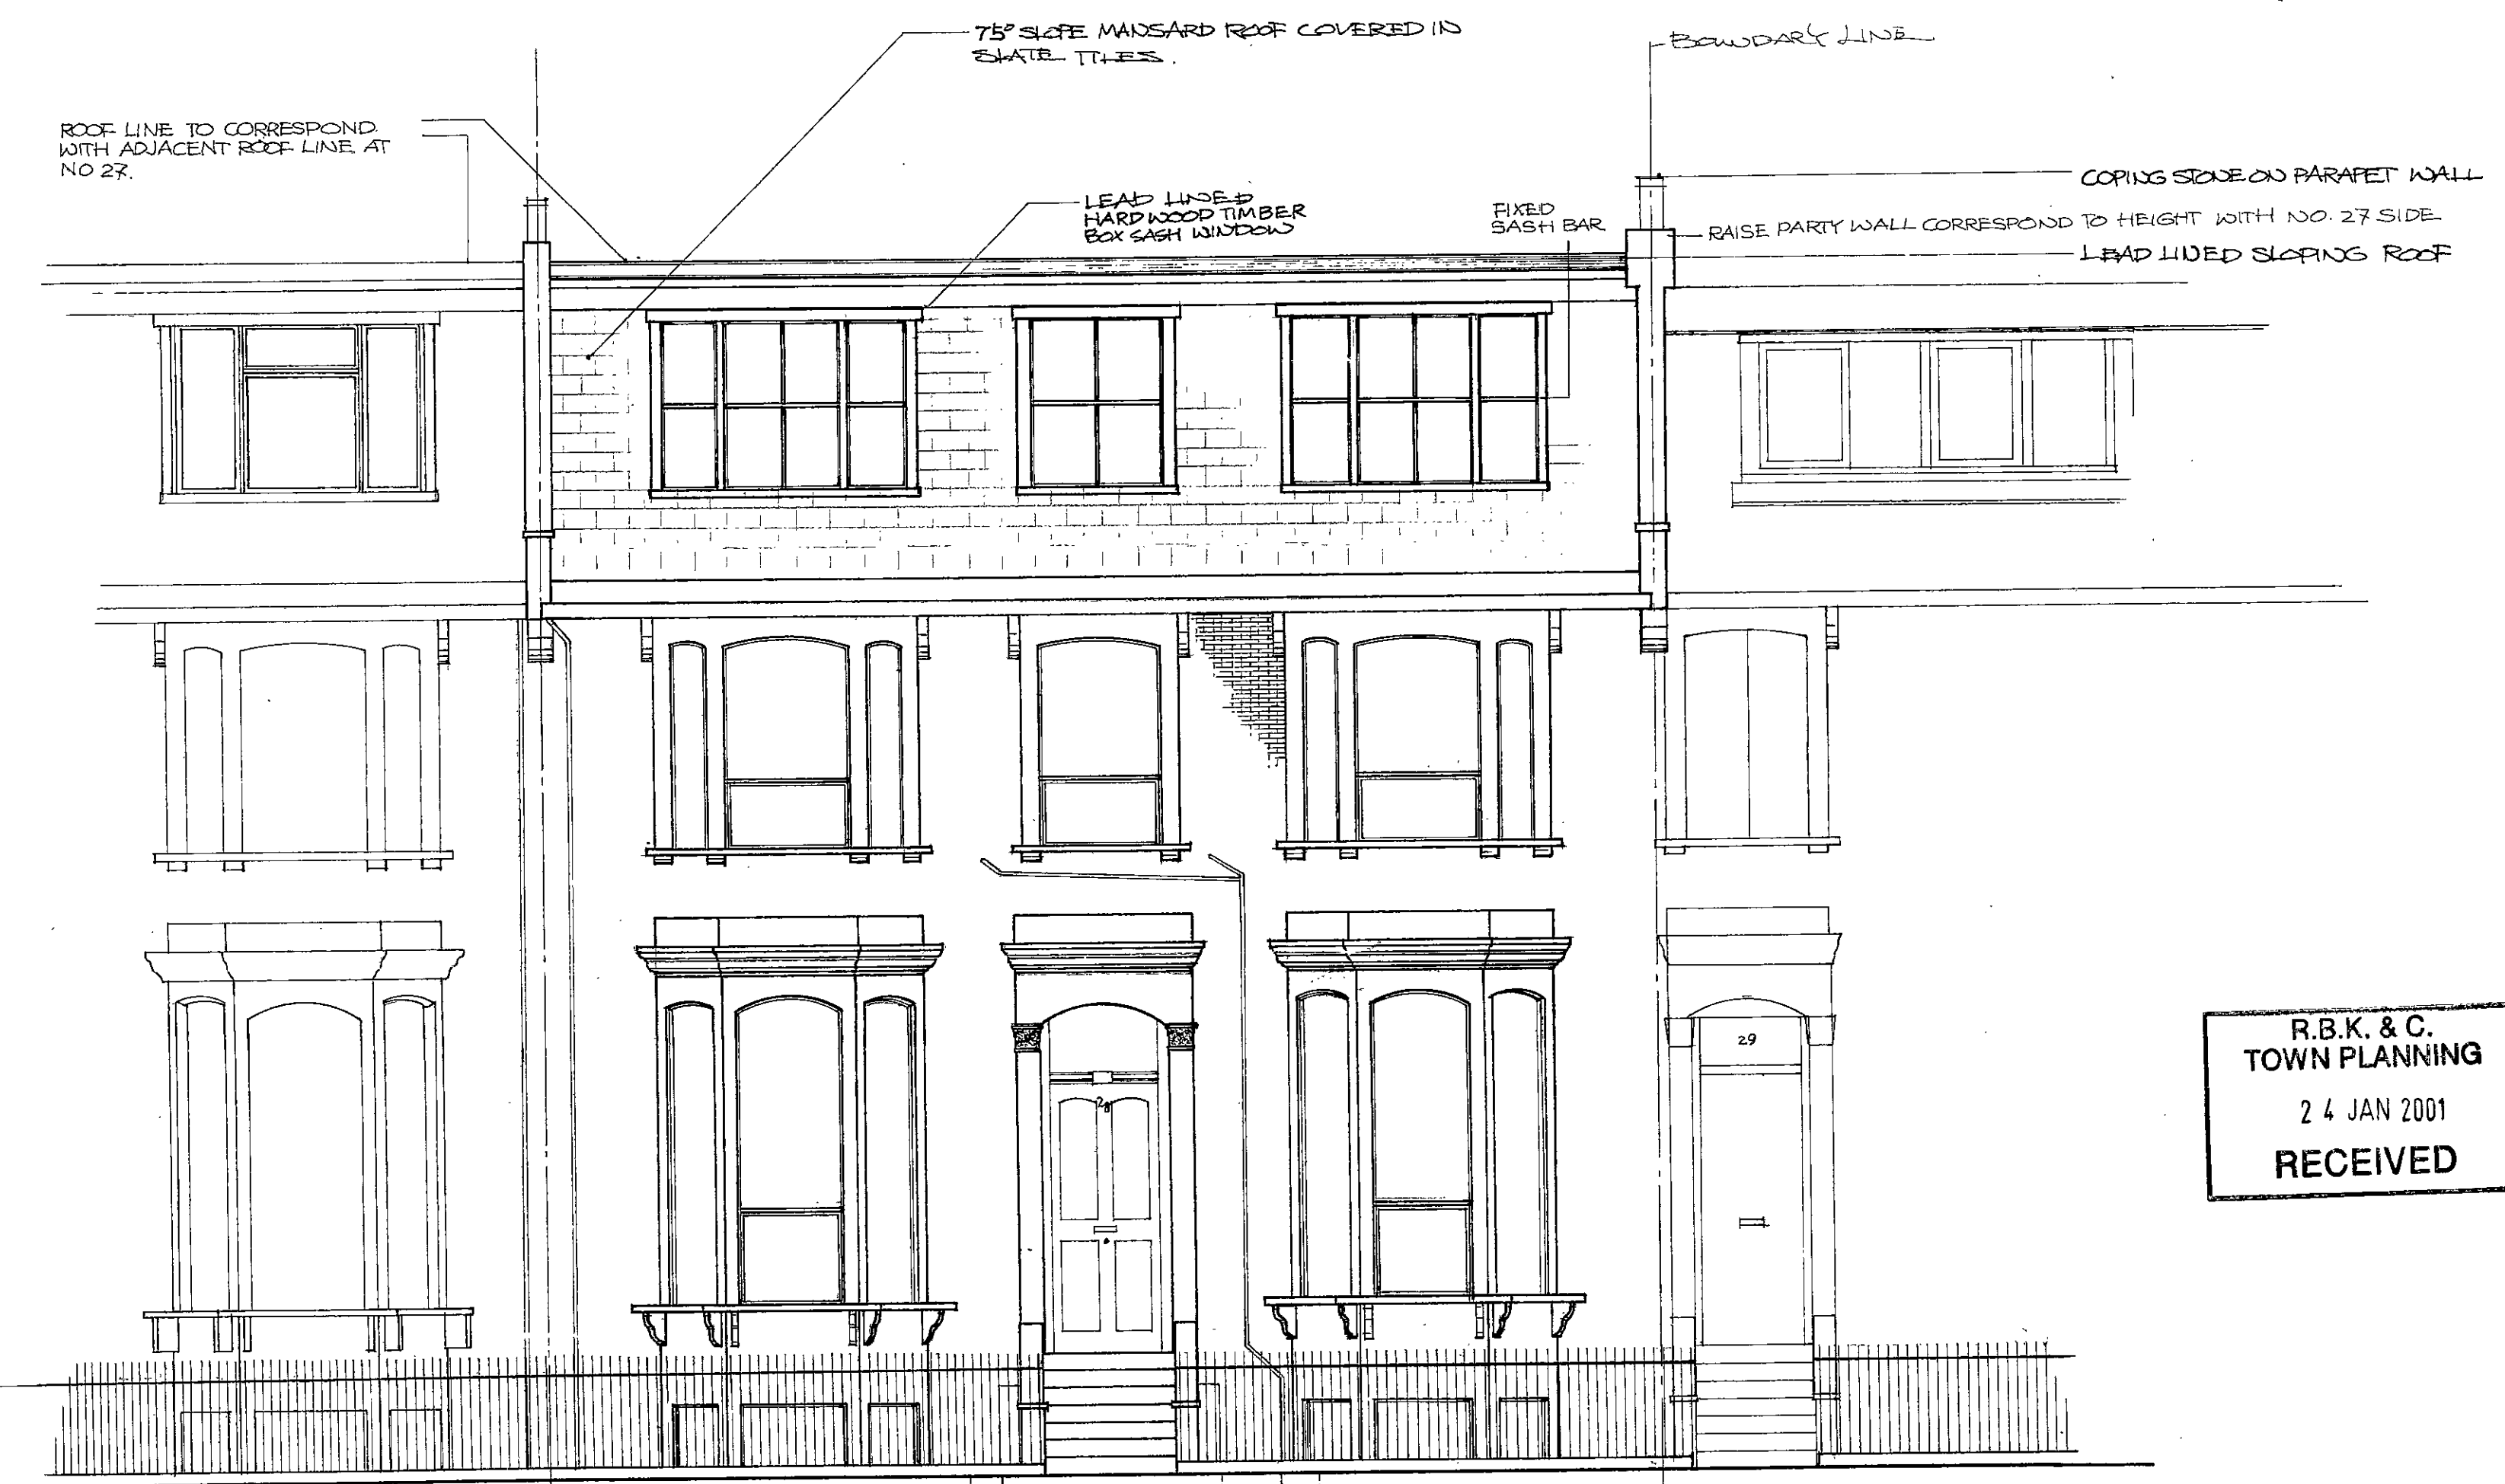 75° SLOPE MANSARD ROOF COVERED IN
SLATE TILES.
BOUNDARY LINE
ROOF LINE TO CORRESPOND.
WITH ADJACENT ROOF LINE AT
NO 27.
COPING STONE ON PARAPET WALL
LEAD LINED
HARDWOOD TIMBER
BOX SASH WINDOW
FIXED
SASH BAR
RAISE PARTY WALL CORRESPOND TO HEIGHT WITH NO. 27 SIDE
LEAD LINED SLOPING ROOF
R.B.K. & C.
TOWN PLANNING
24 JAN 2001
RECEIVED
29
28